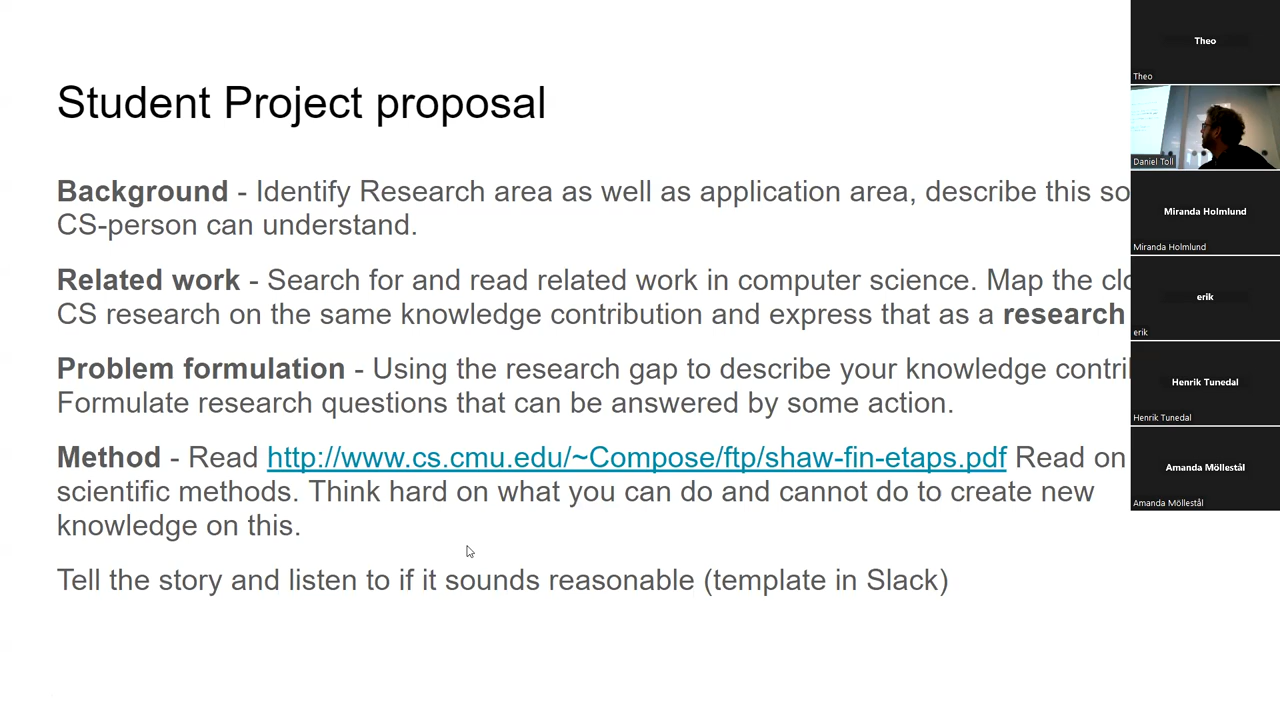 Student Project proposal
Background - Identify Research area as well as application area, describe this so
CS-person can understand.
Related work - Search for and read related work in computer science. Map the clo
CS research on the same knowledge contribution and express that as a research
Problem formulation - Using the research gap to describe your knowledge contri
Formulate research questions that can be answered by some action.
Method - Read http://www.cs.cmu.edu/~Compose/ftp/shaw-fin-etaps.pdf Read on
scientific methods. Think hard on what you can do and cannot do to create new
knowledge on this.
Tell the story and listen to if it sounds reasonable (template in Slack)
Theo
Theo
Daniel Toll
Miranda Holmlund
Miranda Holmlund
erik
erik
Henrik Tunedal
Henrik Tunedal
Amanda Möllestål
Amanda Möllestål